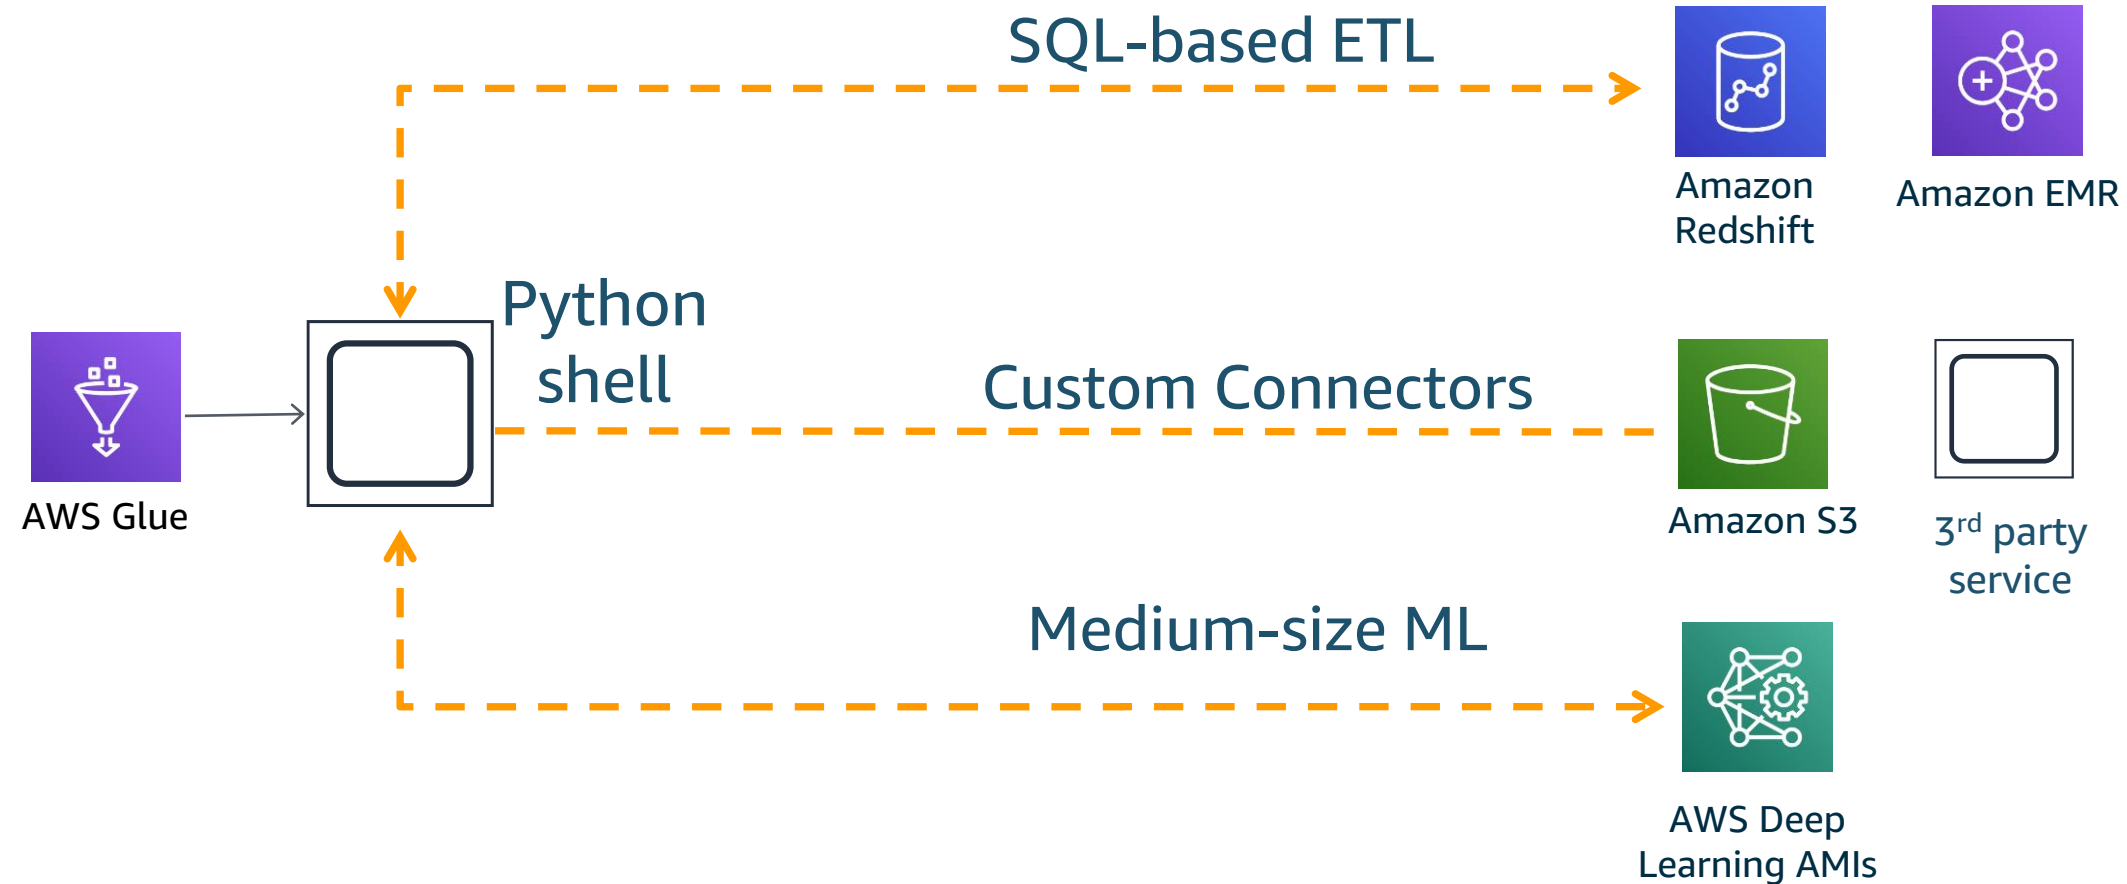 SQL-based ETL
Amazon
Redshift
Amazon EMR
Python
shell
Custom Connectors
AWS Glue
Amazon S3
3rd party
service
Medium-size ML
AWS Deep
Learning AMIs